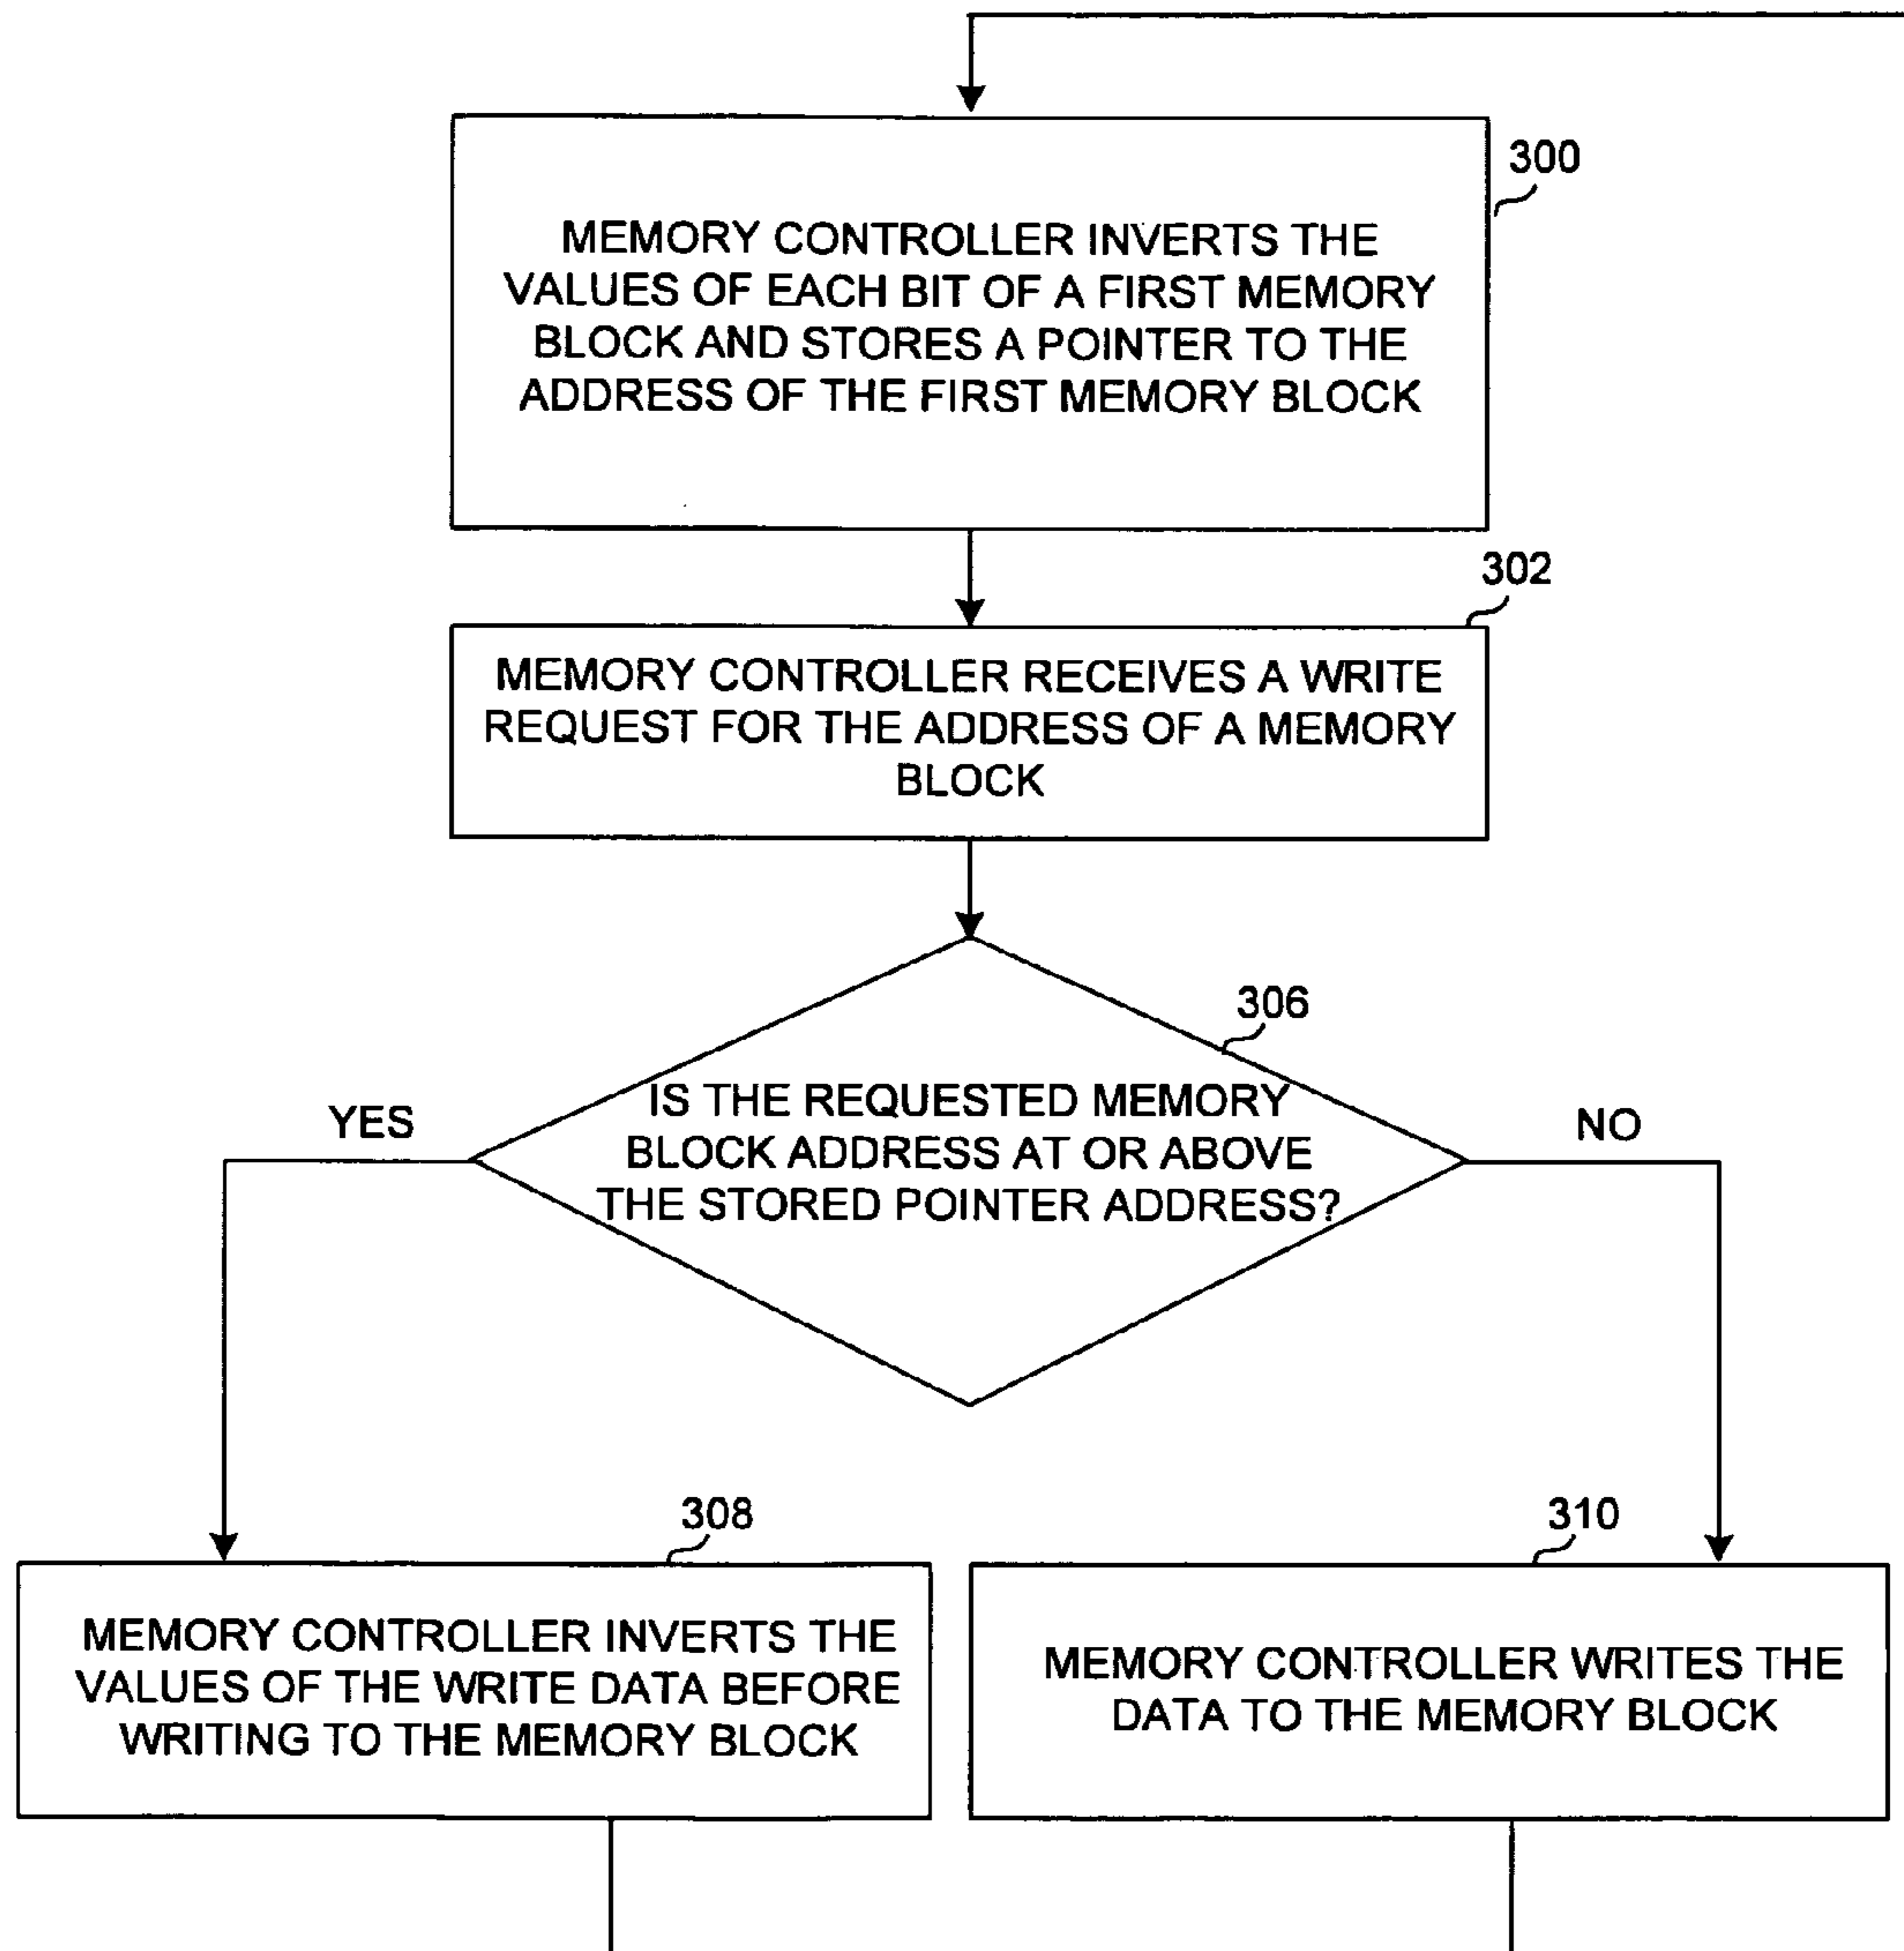 300
MEMORY CONTROLLER INVERTS THE
VALUES OF EACH BIT OF A FIRST MEMORY
BLOCK AND STORES A POINTER TO THE
ADDRESS OF THE FIRST MEMORY BLOCK
302
MEMORY CONTROLLER RECEIVES A WRITE
REQUEST FOR THE ADDRESS OF A MEMORY
BLOCK
306
IS THE REQUESTED MEMORY
BLOCK ADDRESS AT OR ABOVE
THE STORED POINTER ADDRESS?
YES
NO
308
MEMORY CONTROLLER INVERTS THE
VALUES OF THE WRITE DATA BEFORE
WRITING TO THE MEMORY BLOCK
310
MEMORY CONTROLLER WRITES THE
DATA TO THE MEMORY BLOCK